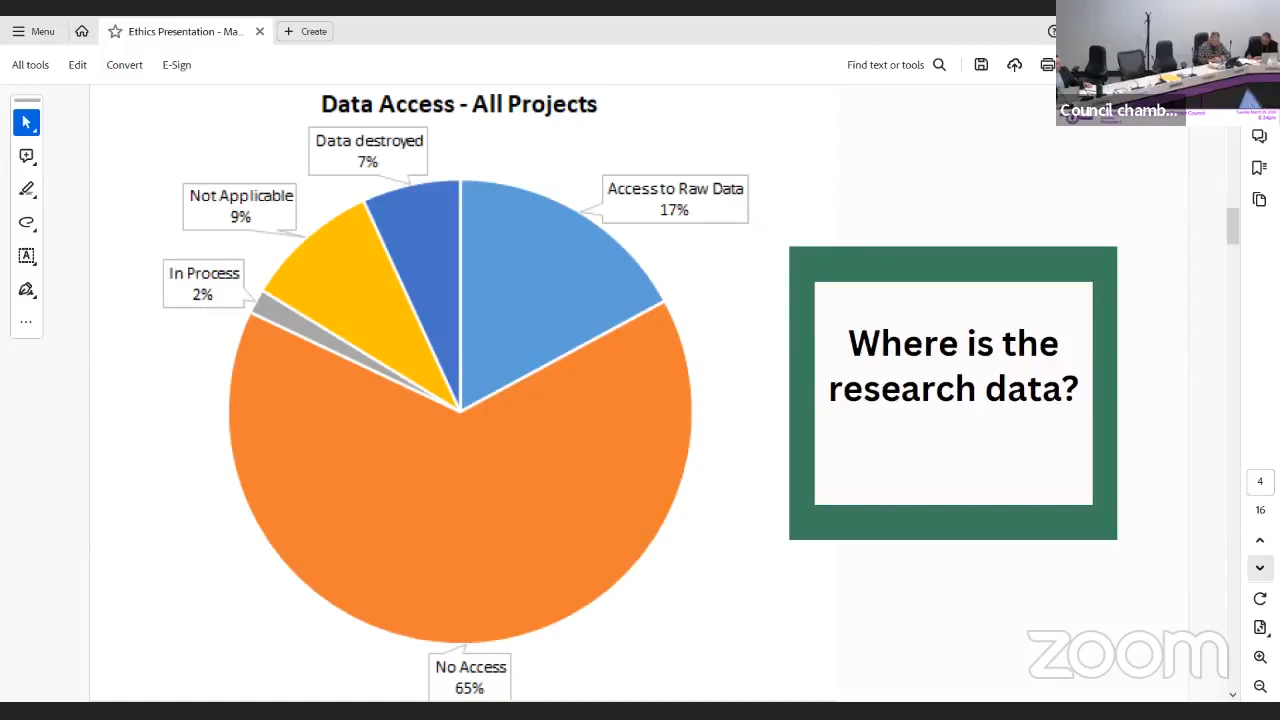 Menu
Ethics Presentation - Ma...
Create
All tools
Edit
Convert
E-Sign
Find text or tools
Council chamb...
Data Access - All Projects
Data destroyed
7%
Not Applicable
9%
Access to Raw Data
17%
In Process
2%
No Access
65%
Where is the
research data?
4
16
zoom